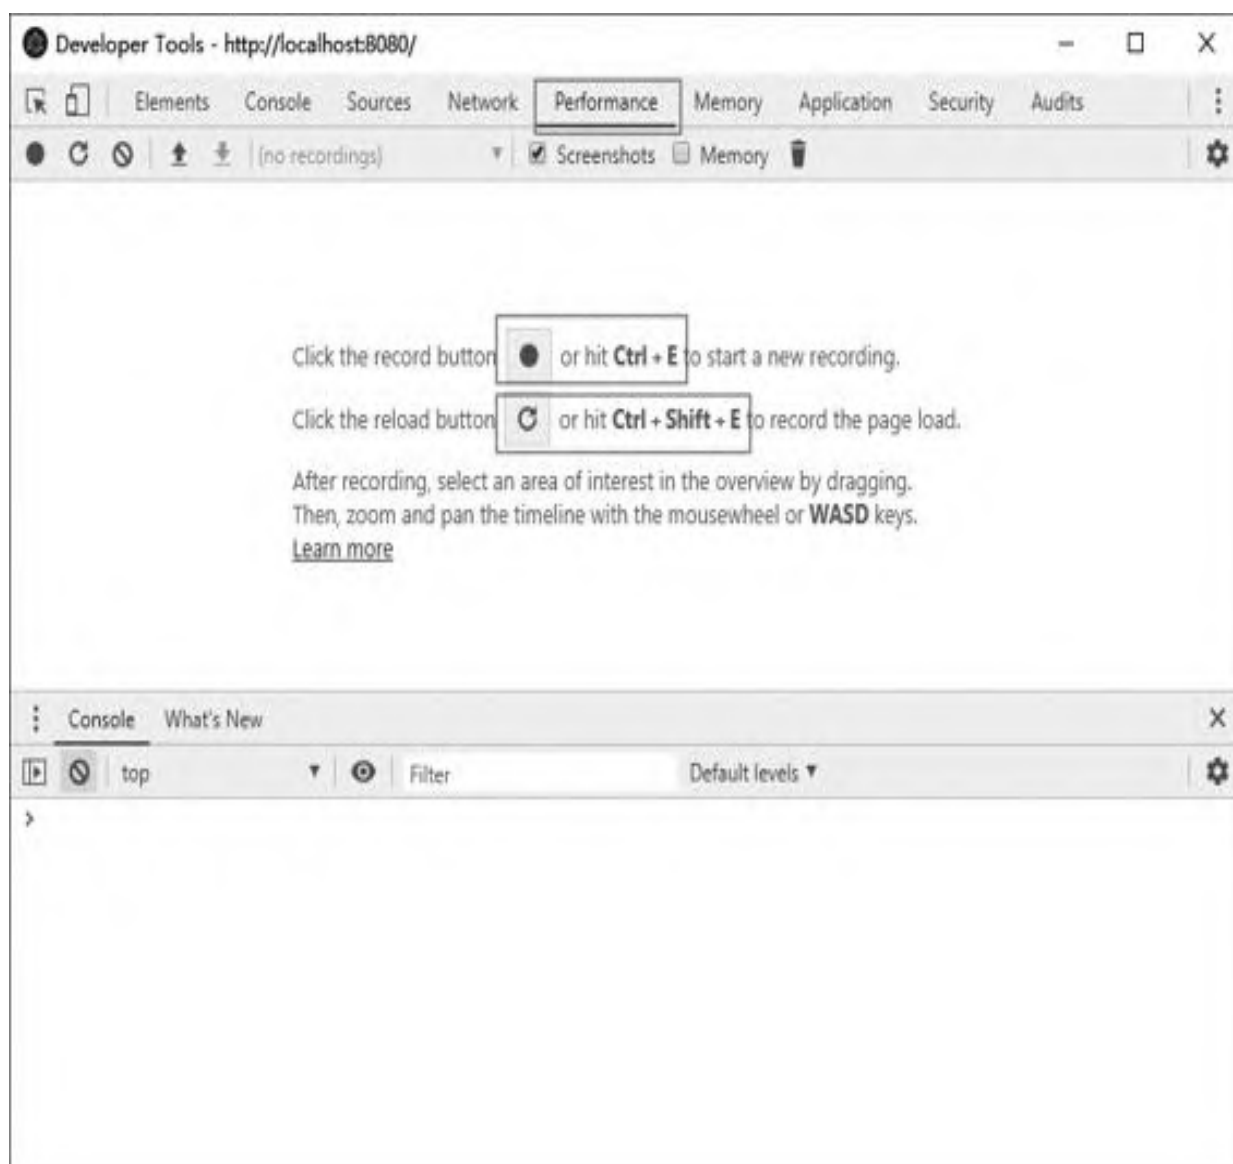 Developer Tools - http://localhost:8080/
Elements Console Sources Network Performance Memory Application Security Audits
(no recordings) Screenshots Memory
Click the record button or hit Ctrl + E to start a new recording.
Click the reload button or hit Ctrl + Shift + E to record the page load.
After recording, select an area of interest in the overview by dragging.
Then, zoom and pan the timeline with the mousewheel or WASD keys.
Learn more
Console What's New
top Filter Default levels